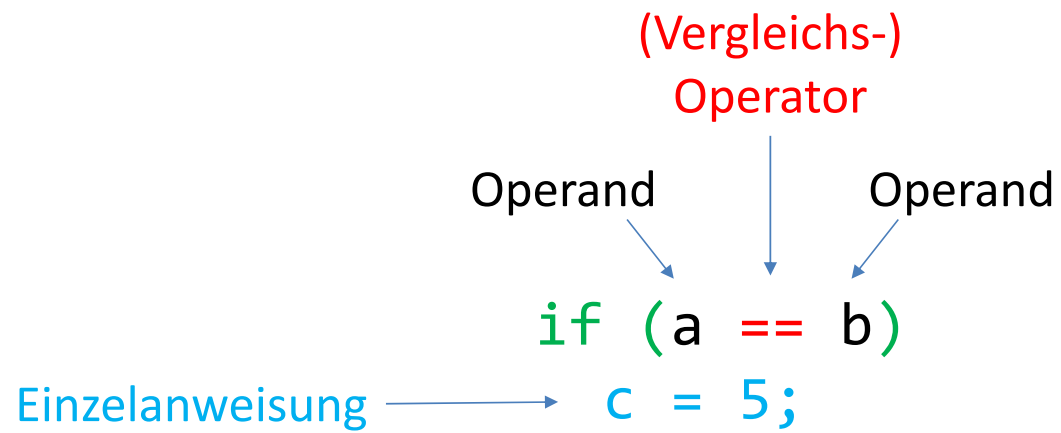 (Vergleichs-)
Operator
Operand
Operand
if (a == b)
Einzelanweisung
c = 5;